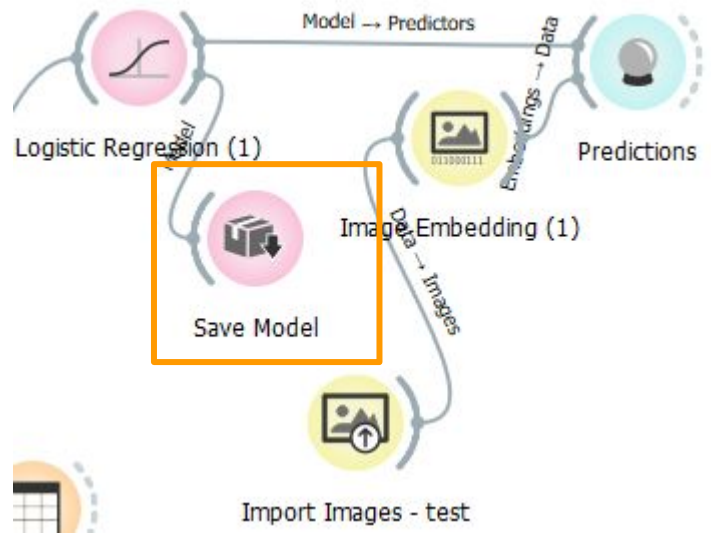 Model → Predictors
Embeddings → Data
Logistic Regression (1)
Model
Predictions
011000111
Image Embedding (1)
Data → Images
Save Model
Import Images - test